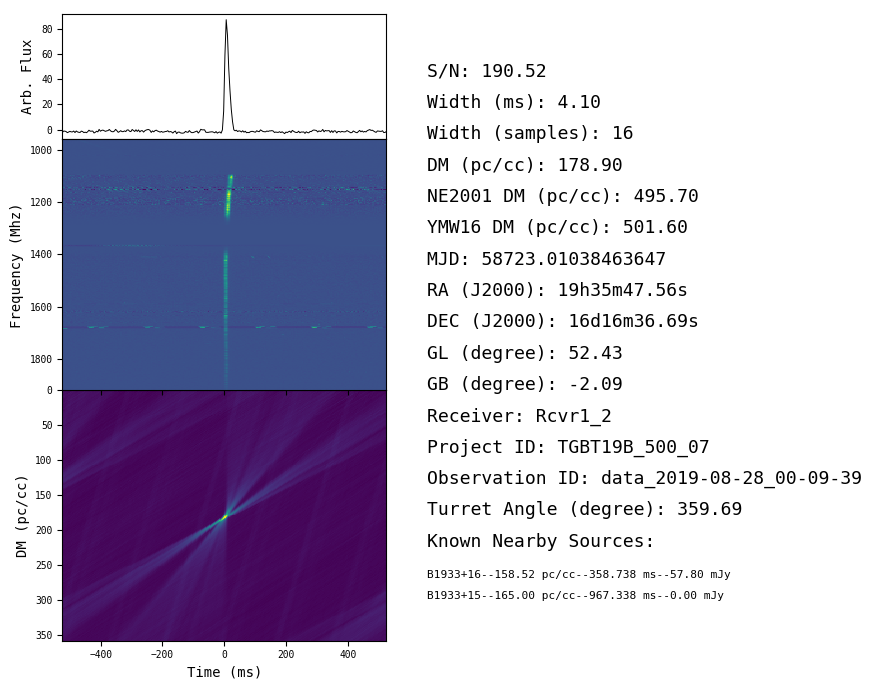 80
60
40
20
0
Arb. Flux
1000
1200
1400
1600
1800
Frequency (Mhz)
0
50
100
150
200
250
300
350
DM (pc/cc)
−400
−200
0
200
400
Time (ms)
S/N: 190.52
Width (ms): 4.10
Width (samples): 16
DM (pc/cc): 178.90
NE2001 DM (pc/cc): 495.70
YMW16 DM (pc/cc): 501.60
MJD: 58723.01038463647
RA (J2000): 19h35m47.56s
DEC (J2000): 16d16m36.69s
GL (degree): 52.43
GB (degree): -2.09
Receiver: Rcvr1_2
Project ID: TGBT19B_500_07
Observation ID: data_2019-08-28_00-09-39
Turret Angle (degree): 359.69
Known Nearby Sources:
B1933+16--158.52 pc/cc--358.738 ms--57.80 mJy
B1933+15--165.00 pc/cc--967.338 ms--0.00 mJy